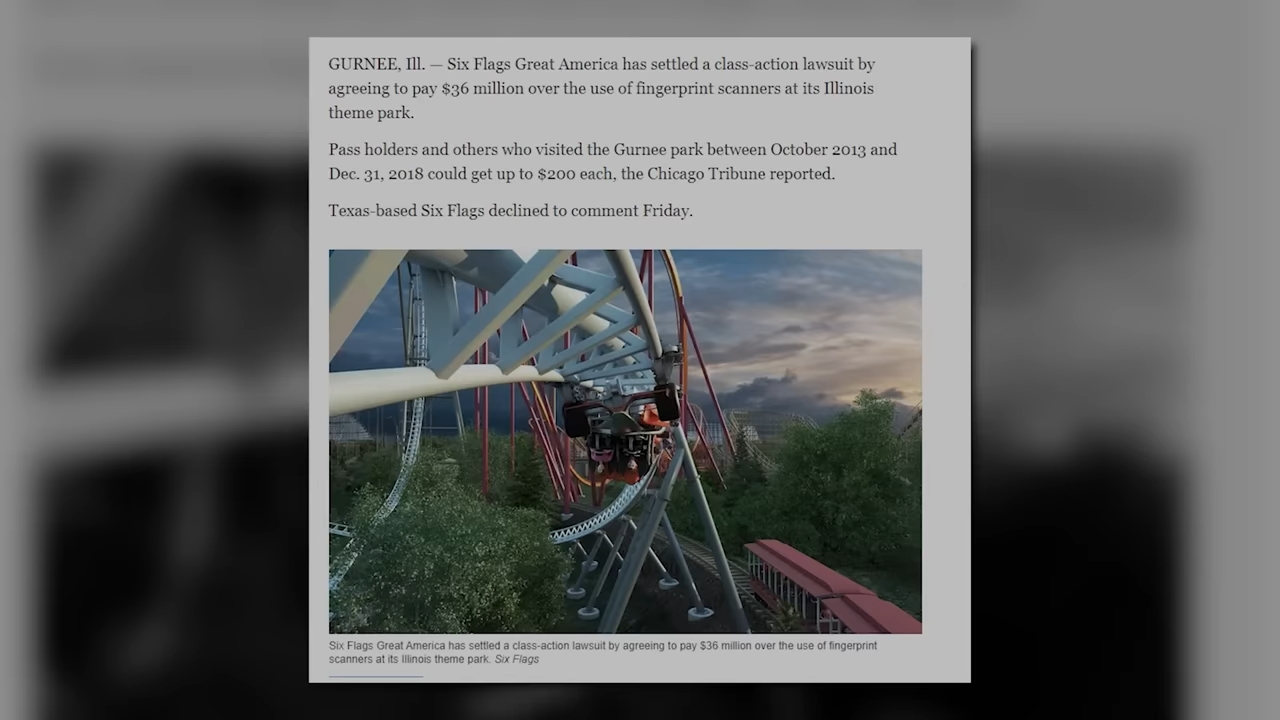 GURNEE, Ill. — Six Flags Great America has settled a class-action lawsuit by
agreeing to pay $36 million over the use of fingerprint scanners at its Illinois
theme park.
Pass holders and others who visited the Gurnee park between October 2013 and
Dec. 31, 2018 could get up to $200 each, the Chicago Tribune reported.
Texas-based Six Flags declined to comment Friday.
Six Flags Great America has settled a class-action lawsuit by agreeing to pay $36 million over the use of fingerprint
scanners at its Illinois theme park. Six Flags